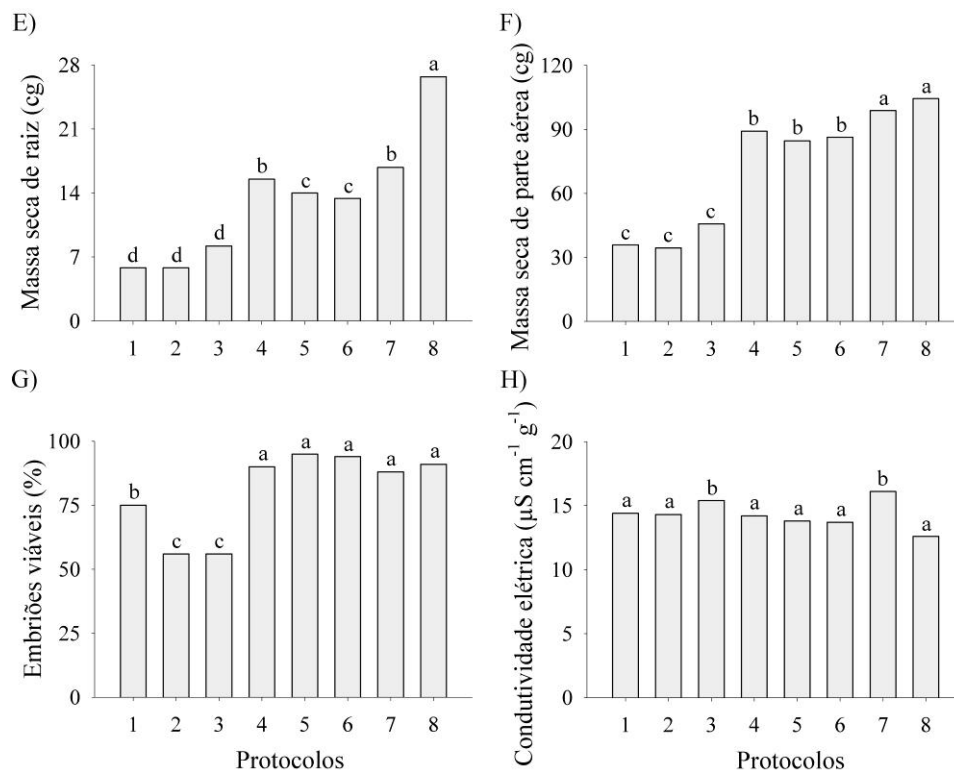 E)
Massa seca de raiz (cg)
28
21
14
7
0
d d d b c c b a
1 2 3 4 5 6 7 8
F)
Massa seca de parte aérea (cg)
120
90
60
30
0
c c c b b b a a
1 2 3 4 5 6 7 8
G)
Embriões viáveis (%)
100
75
50
25
0
b c c a a a a a
1 2 3 4 5 6 7 8
Protocolos
H)
Condutividade elétrica (µS cm⁻¹ g⁻¹)
20
15
10
5
0
a a b a a a b a
1 2 3 4 5 6 7 8
Protocolos